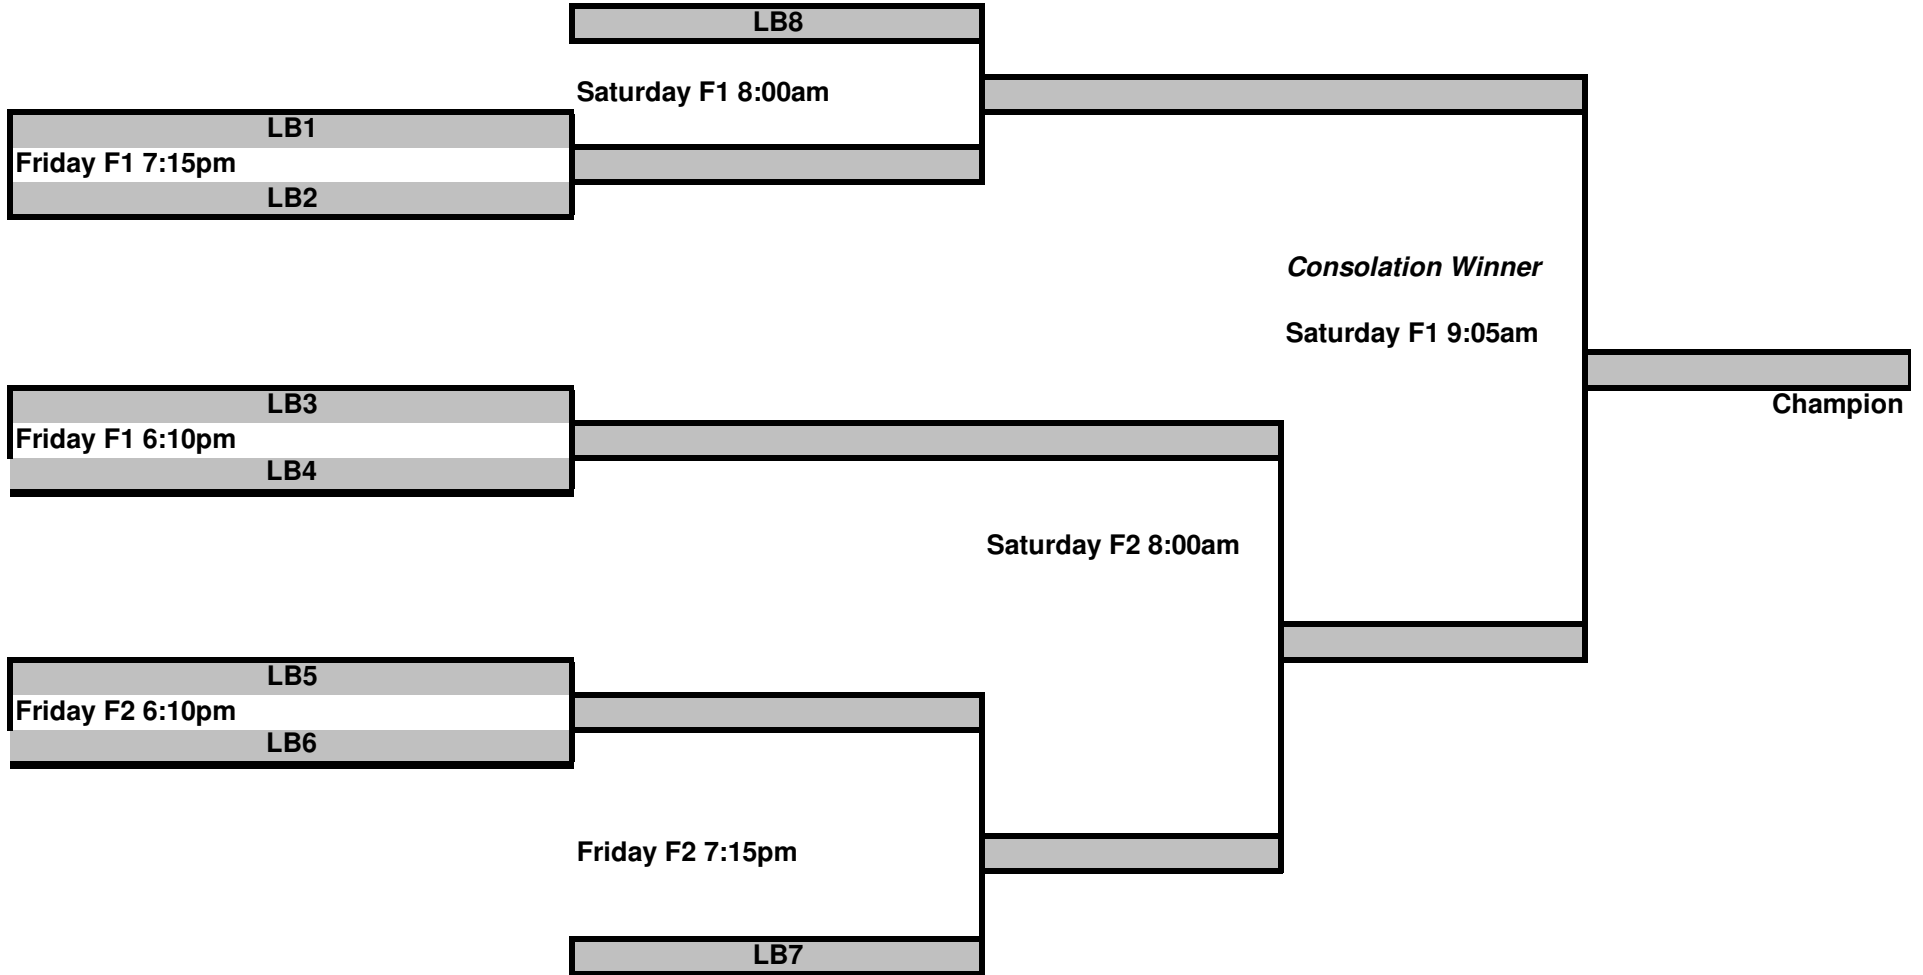 LB8
Saturday F1 8:00am
LB1
Friday F1 7:15pm
LB2
Consolation Winner
Saturday F1 9:05am
LB3
Champion
Friday F1 6:10pm
LB4
Saturday F2 8:00am
LB5
Friday F2 6:10pm
LB6
Friday F2 7:15pm
LB7